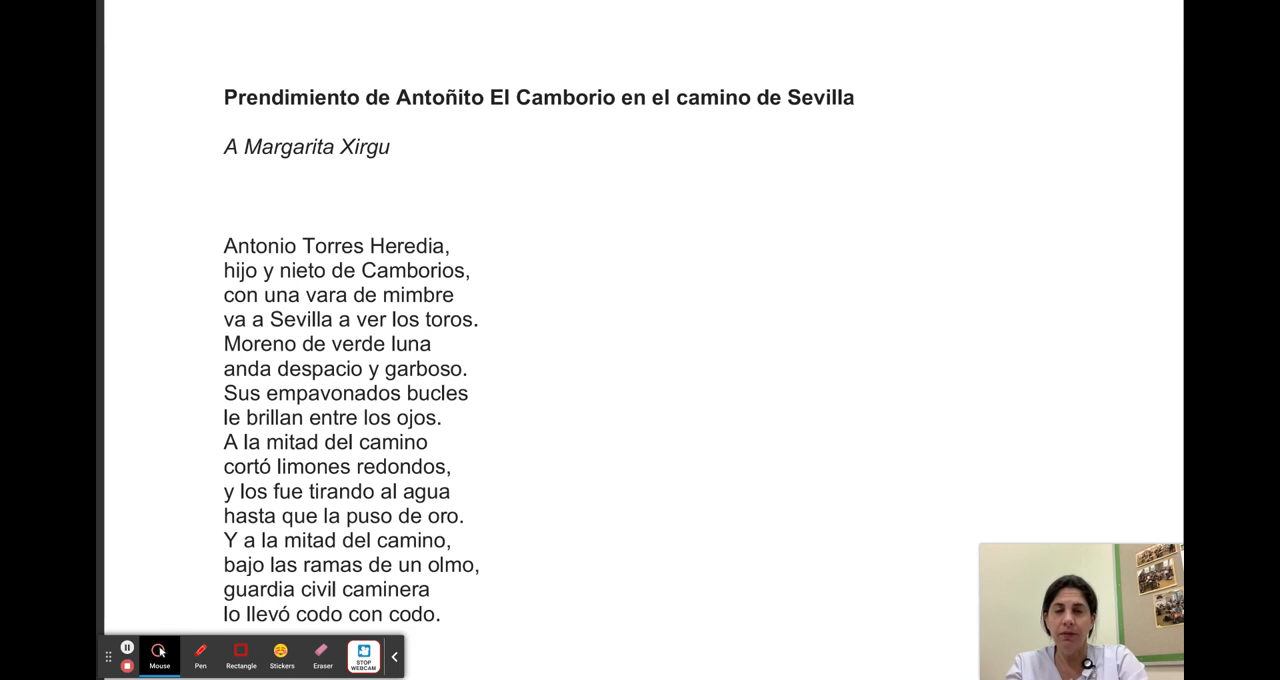 Prendimiento de Antoñito El Camborio en el camino de Sevilla
A Margarita Xirgu
Antonio Torres Heredia,
hijo y nieto de Camborios,
con una vara de mimbre
va a Sevilla a ver los toros.
Moreno de verde luna
anda despacio y garboso.
Sus empavonados bucles
le brillan entre los ojos.
A la mitad del camino
cortó limones redondos,
y los fue tirando al agua
hasta que la puso de oro.
Y a la mitad del camino,
bajo las ramas de un olmo,
guardia civil caminera
lo llevó codo con codo.
Mouse Pen Rectangle Stickers Eraser STOP WEBCAM